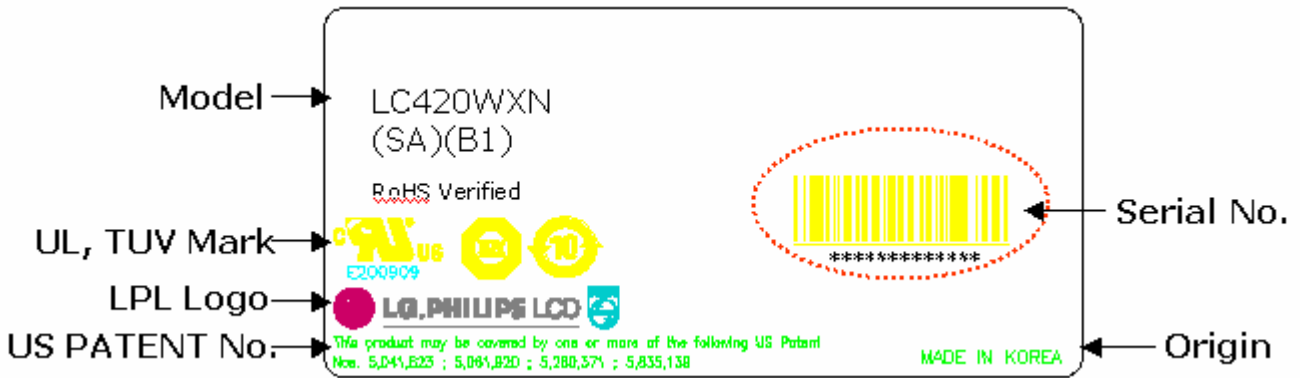 Model
LC420WXN
(SA)(B1)
RoHS Verified
Serial No.
*************
UL, TUV Mark
c US 10
E200909
LPL Logo
LG.PHILIPS LCD
US PATENT No.
This product may be covered by one or more of the following US Patent
Nos. 5,041,823 ; 5,061,920 ; 5,280,371 ; 5,835,139
MADE IN KOREA
Origin